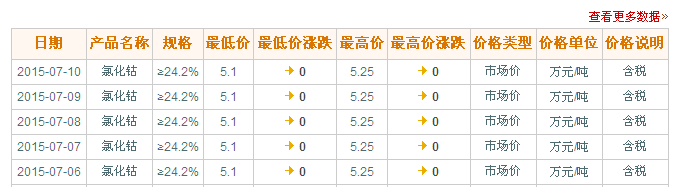 查看更多数据»
日期 产品名称 规格 最低价 最低价涨跌 最高价 最高价涨跌 价格类型 价格单位 价格说明
2015-07-10 氯化钴 ≥24.2% 5.1 0 5.25 0 市场价 万元/吨 含税
2015-07-09 氯化钴 ≥24.2% 5.1 0 5.25 0 市场价 万元/吨 含税
2015-07-08 氯化钴 ≥24.2% 5.1 0 5.25 0 市场价 万元/吨 含税
2015-07-07 氯化钴 ≥24.2% 5.1 0 5.25 0 市场价 万元/吨 含税
2015-07-06 氯化钴 ≥24.2% 5.1 0 5.25 0 市场价 万元/吨 含税